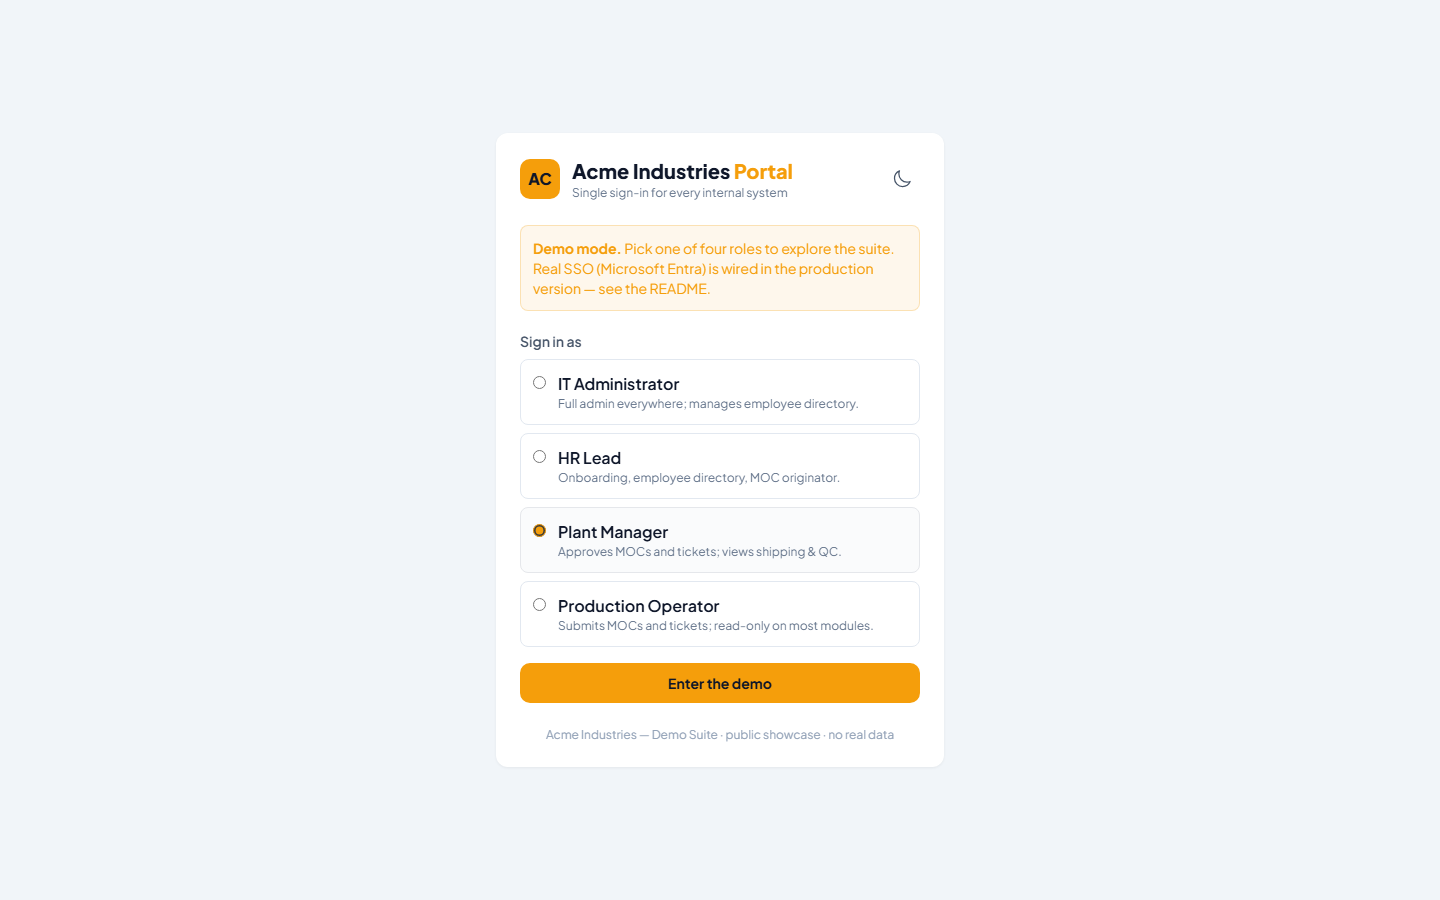 AC
Acme Industries Portal
Single sign-in for every internal system
Demo mode. Pick one of four roles to explore the suite.
Real SSO (Microsoft Entra) is wired in the production
version — see the README.
Sign in as
IT Administrator
Full admin everywhere; manages employee directory.
HR Lead
Onboarding, employee directory, MOC originator.
Plant Manager
Approves MOCs and tickets; views shipping & QC.
Production Operator
Submits MOCs and tickets; read-only on most modules.
Enter the demo
Acme Industries — Demo Suite · public showcase · no real data